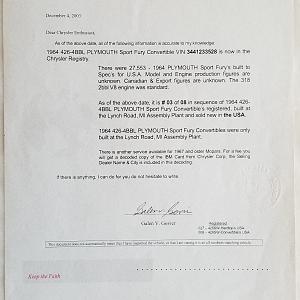 December 4, 2003
Dear Chrysler Enthusiast,
As of the above date, all of the following information is accurate to my knowledge:
1964 426-4BBL PLYMOUTH Sport Fury Convertible VIN 3441233528 is now in the
Chrysler Registry.
There were 27,553 - 1964 PLYMOUTH Sport Fury's built to
Spec's for U.S.A. Model and Engine production figures are
unknown. Canadian & Export figures are unknown. The 318
2bbl V8 engine was standard.
As of the above date, it is # 03 of 08 in sequence of 1964 426-
4BBL PLYMOUTH Sport Fury Convertible's registered, built at
the Lynch Road, MI Assembly Plant and sold new in the USA.
1964 426-4BBL PLYMOUTH Sport Fury Convertibles were only
built at the Lynch Road, MI Assembly Plant.
There is another service available for 1967 and older Mopars. For a fee you
will get a decoded copy of the IBM Card from Chrysler Corp, the Selling
Dealer Name & City is included in this decoding.
If there is anything, I can do for you do not hesitate to write.
Galen V. Govier
Registered
Keep the Faith